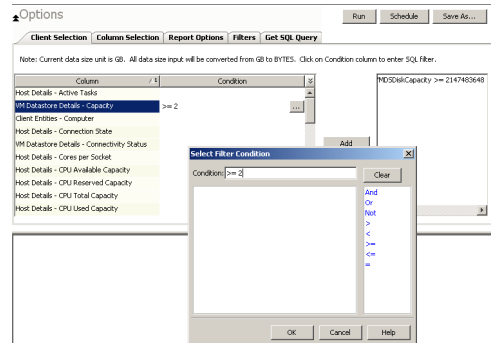 Options
Run
Schedule
Save As...
Client Selection
Column Selection
Report Options
Filters
Get SQL Query
Note: Current data size unit is GB. All data size input will be converted from GB to BYTES. Click on Condition column to enter SQL filter.
Column
/ 1
Condition
Host Details - Active Tasks
VM Datastore Details - Capacity
>= 2
...
Client Entities - Computer
Host Details - Connection State
VM Datastore Details - Connectivity Status
Host Details - Cores per Socket
Host Details - CPU Available Capacity
Host Details - CPU Reserved Capacity
Host Details - CPU Total Capacity
Host Details - CPU Used Capacity
Add
MDSDiskCapacity >= 2147483648
Select Filter Condition
Condition: >= 2
Clear
And
Or
Not
>
<
>=
<=
=
OK
Cancel
Help